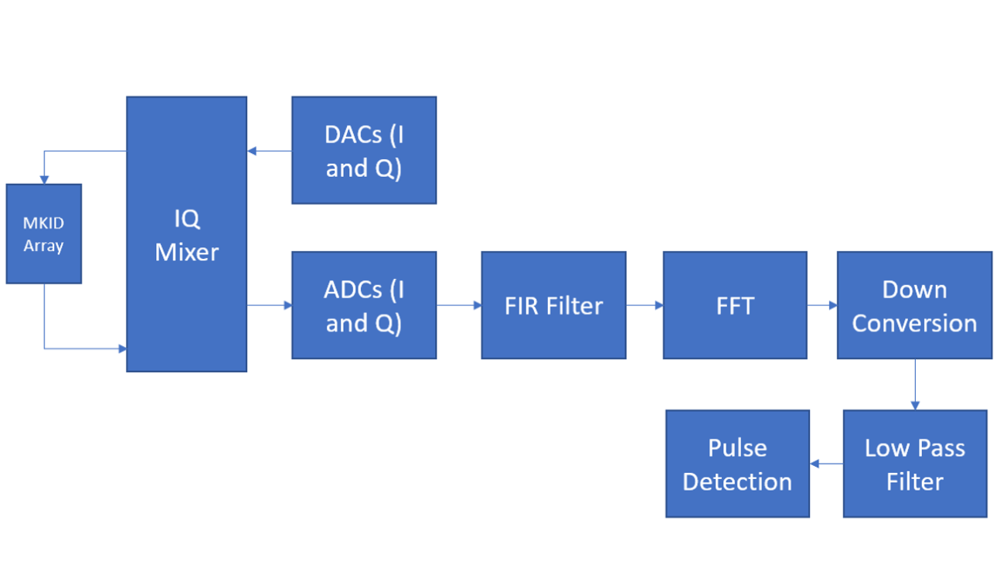 DACs (I
and Q)
IQ
Mixer
MKID
Array
ADCs (I
and Q)
FIR Filter
FFT
Down
Conversion
Pulse
Detection
Low Pass
Filter